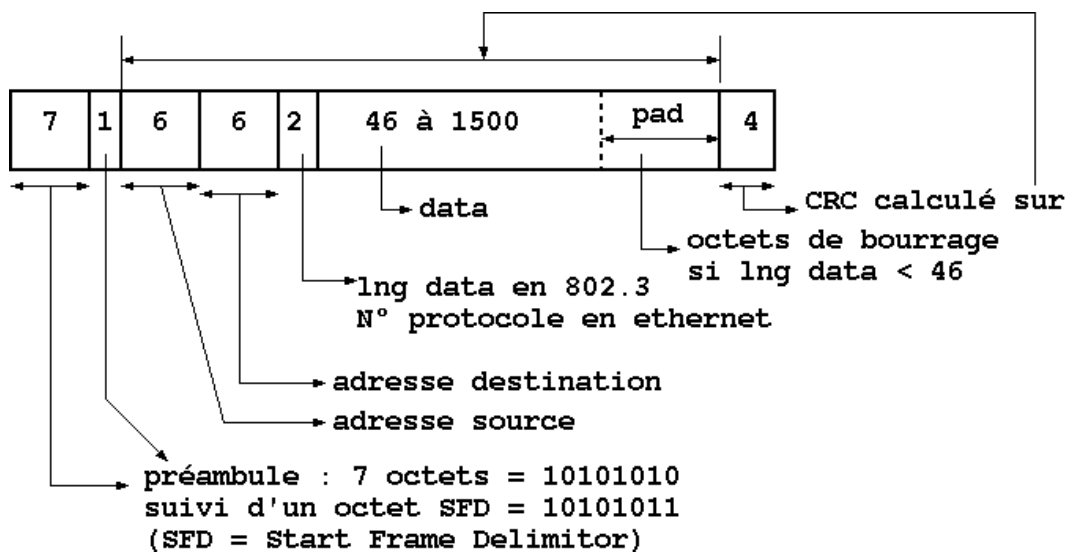 7 1 6 6 2 46 à 1500 pad 4
data
CRC calculé sur
octets de bourrage
si lng data < 46
lng data en 802.3
N° protocole en ethernet
adresse destination
adresse source
préambule : 7 octets = 10101010
suivi d'un octet SFD = 10101011
(SFD = Start Frame Delimitor)